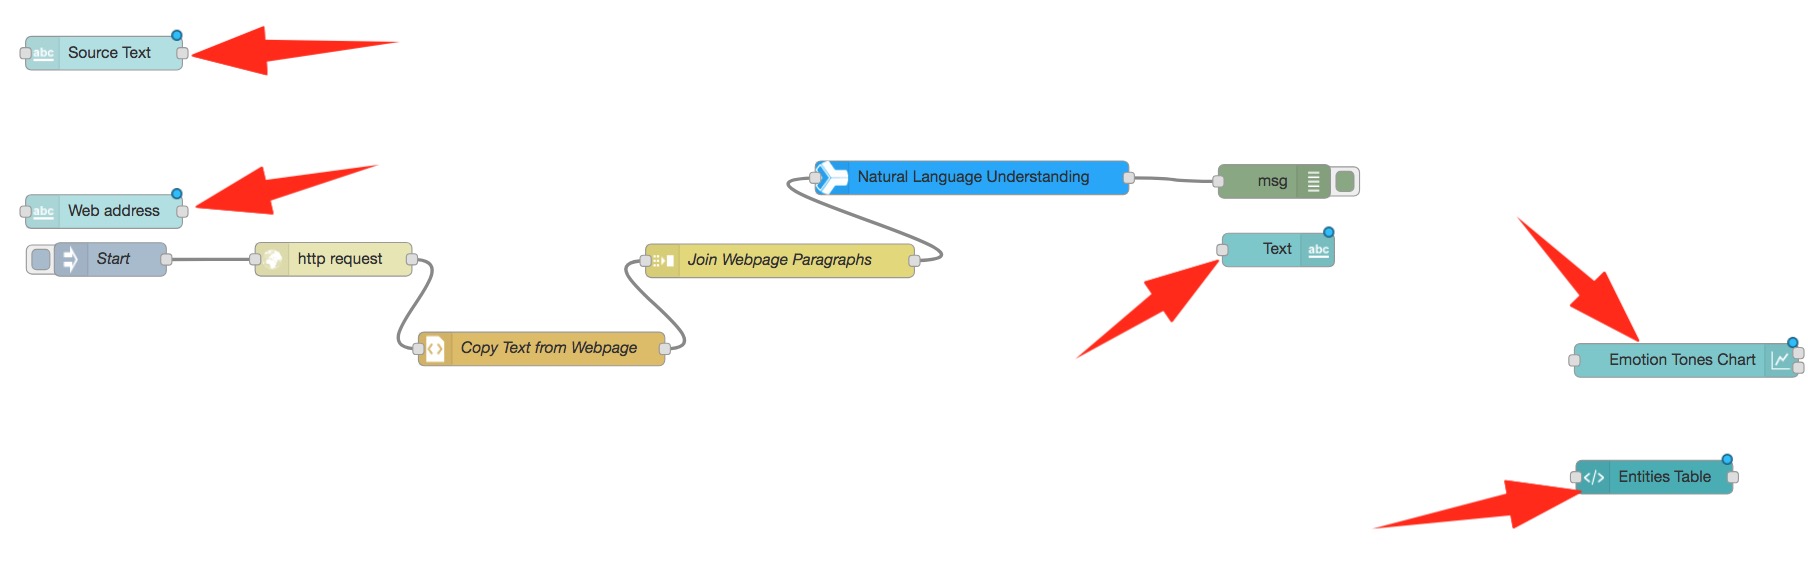 abc Source Text
abc Web address
Start
http request
Copy Text from Webpage
Join Webpage Paragraphs
Natural Language Understanding
msg
Text abc
Emotion Tones Chart
</> Entities Table